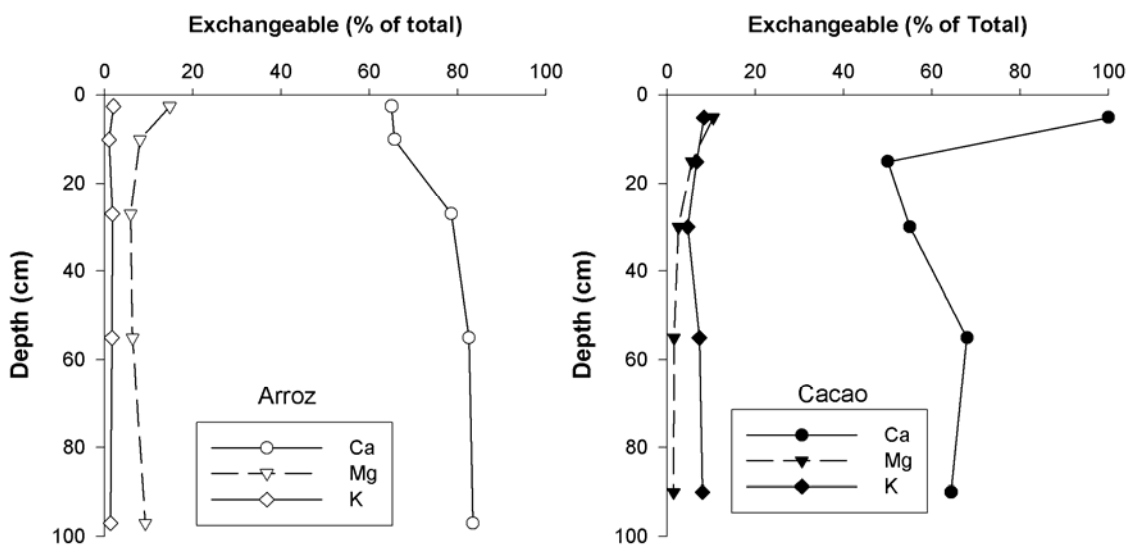 Exchangeable (% of total)
0 20 40 60 80 100
0
20
40
60
80
100
Depth (cm)
Arroz
Ca
Mg
K
Exchangeable (% of Total)
0 20 40 60 80 100
0
20
40
60
80
100
Depth (cm)
Cacao
Ca
Mg
K